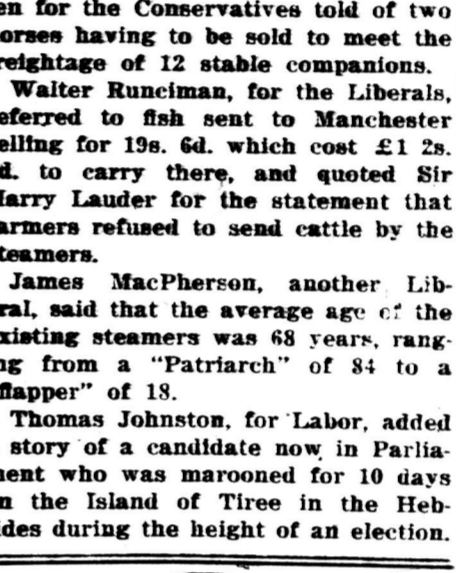 en for the Conservatives told of two
orses having to be sold to meet the
reightage of 12 stable companions.
Walter Runciman, for the Liberals,
eferred to fish sent to Manchester
elling for 19s. 6d. which cost £1 2s.
d. to carry there, and quoted Sir
Harry Lauder for the statement that
armers refused to send cattle by the
teamers.
James MacPherson, another Lib-
ral, said that the average age of the
xisting steamers was 68 years, rang-
ng from a "Patriarch" of 84 to a
flapper" of 18.
Thomas Johnston, for Labor, added
story of a candidate now in Parlia-
ment who was marooned for 10 days
n the Island of Tiree in the Heb-
ides during the height of an election.